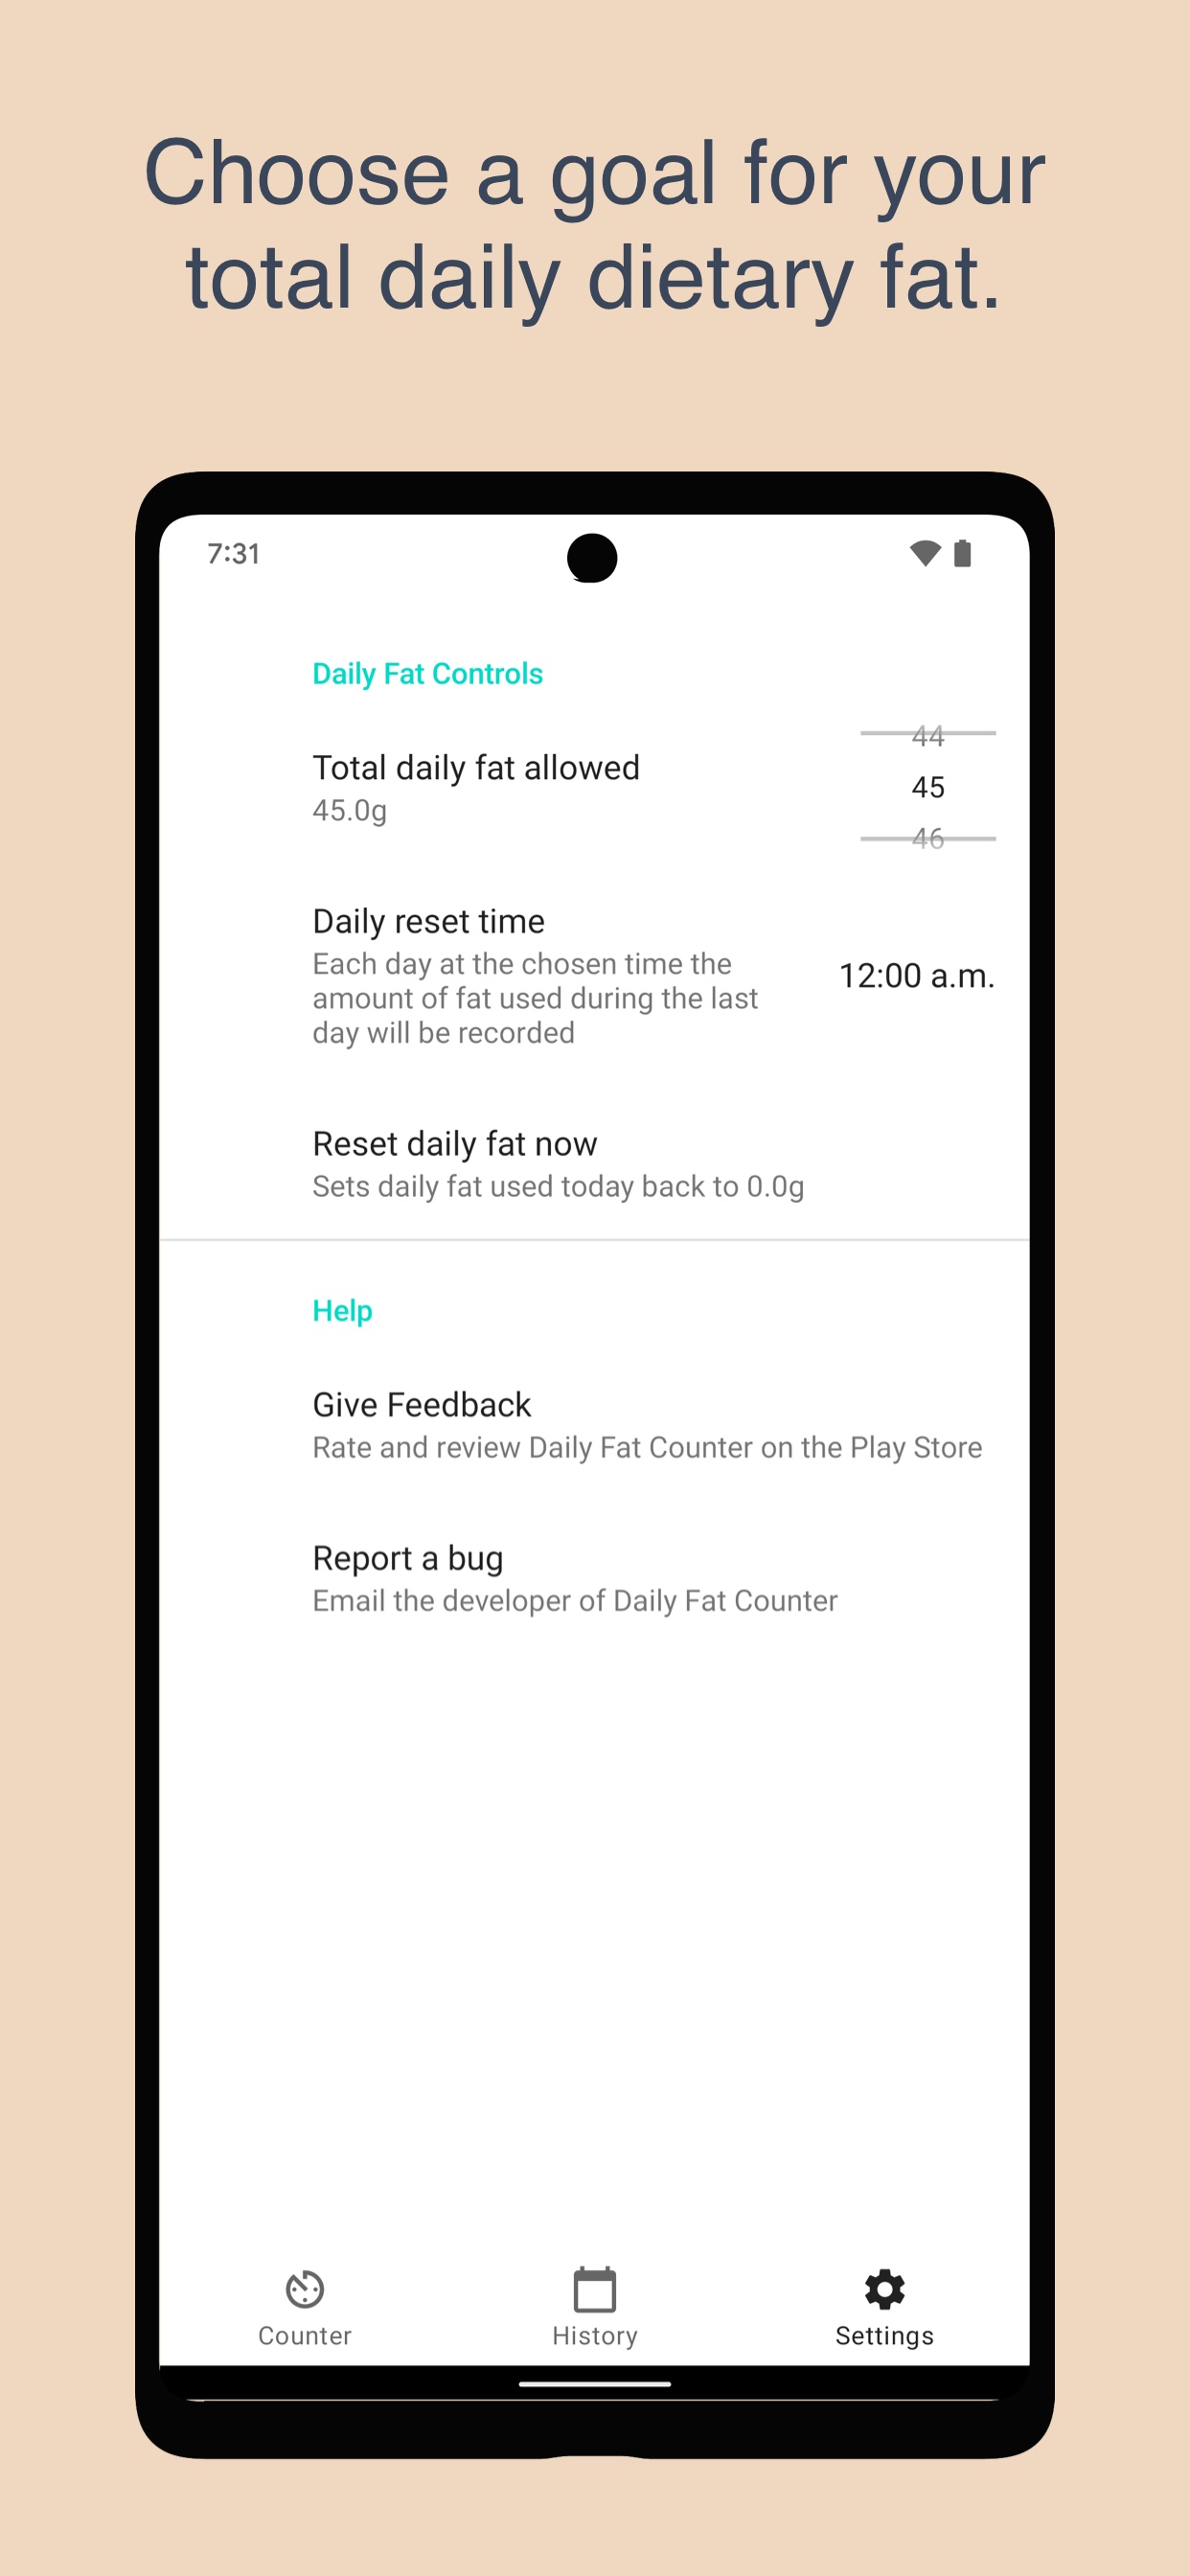 Choose a goal for your
total daily dietary fat.
7:31
Daily Fat Controls
44
Total daily fat allowed
45
45.0g
46
Daily reset time
Each day at the chosen time the
amount of fat used during the last
day will be recorded
12:00 a.m.
Reset daily fat now
Sets daily fat used today back to 0.0g
Help
Give Feedback
Rate and review Daily Fat Counter on the Play Store
Report a bug
Email the developer of Daily Fat Counter
Counter
History
Settings